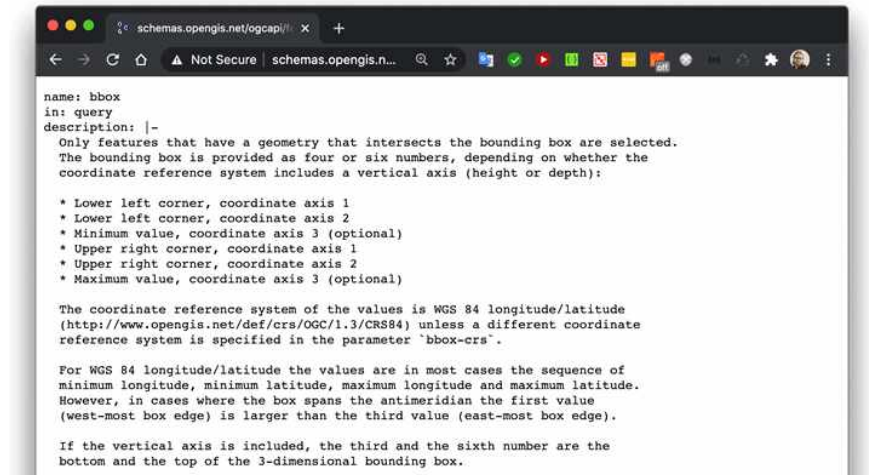 schemas.opengis.net/ogcapi/f
Not Secure | schemas.opengis.n...
off
name: bbox
in: query
description: |-
Only features that have a geometry that intersects the bounding box are selected.
The bounding box is provided as four or six numbers, depending on whether the
coordinate reference system includes a vertical axis (height or depth):
* Lower left corner, coordinate axis 1
* Lower left corner, coordinate axis 2
* Minimum value, coordinate axis 3 (optional)
* Upper right corner, coordinate axis 1
* Upper right corner, coordinate axis 2
* Maximum value, coordinate axis 3 (optional)
The coordinate reference system of the values is WGS 84 longitude/latitude
(http://www.opengis.net/def/crs/OGC/1.3/CRS84) unless a different coordinate
reference system is specified in the parameter `bbox-crs`.
For WGS 84 longitude/latitude the values are in most cases the sequence of
minimum longitude, minimum latitude, maximum longitude and maximum latitude.
However, in cases where the box spans the antimeridian the first value
(west-most box edge) is larger than the third value (east-most box edge).
If the vertical axis is included, the third and the sixth number are the
bottom and the top of the 3-dimensional bounding box.